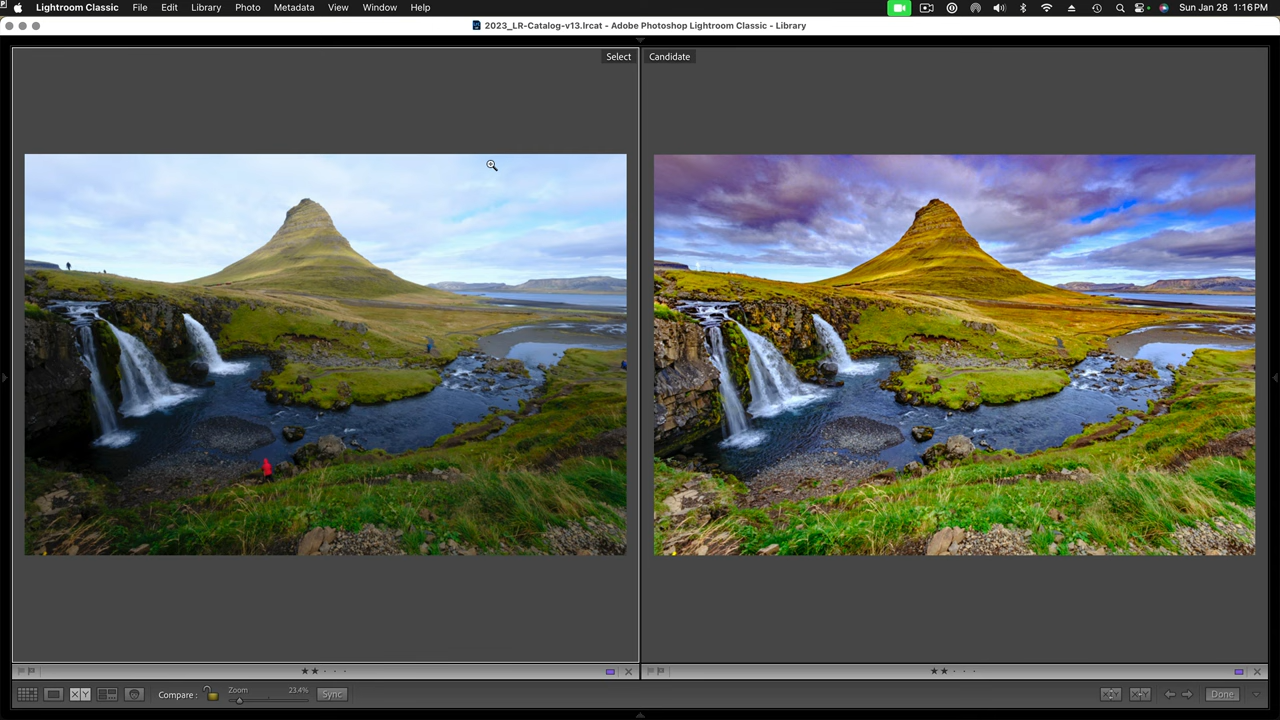 Lightroom Classic File Edit Library Photo Metadata View Window Help Sun Jan 28 1:16 PM
2023_LR-Catalog-v13.lrcat - Adobe Photoshop Lightroom Classic - Library
Select Candidate
X Y Compare : Zoom 23.4% Sync X Y X Y Done